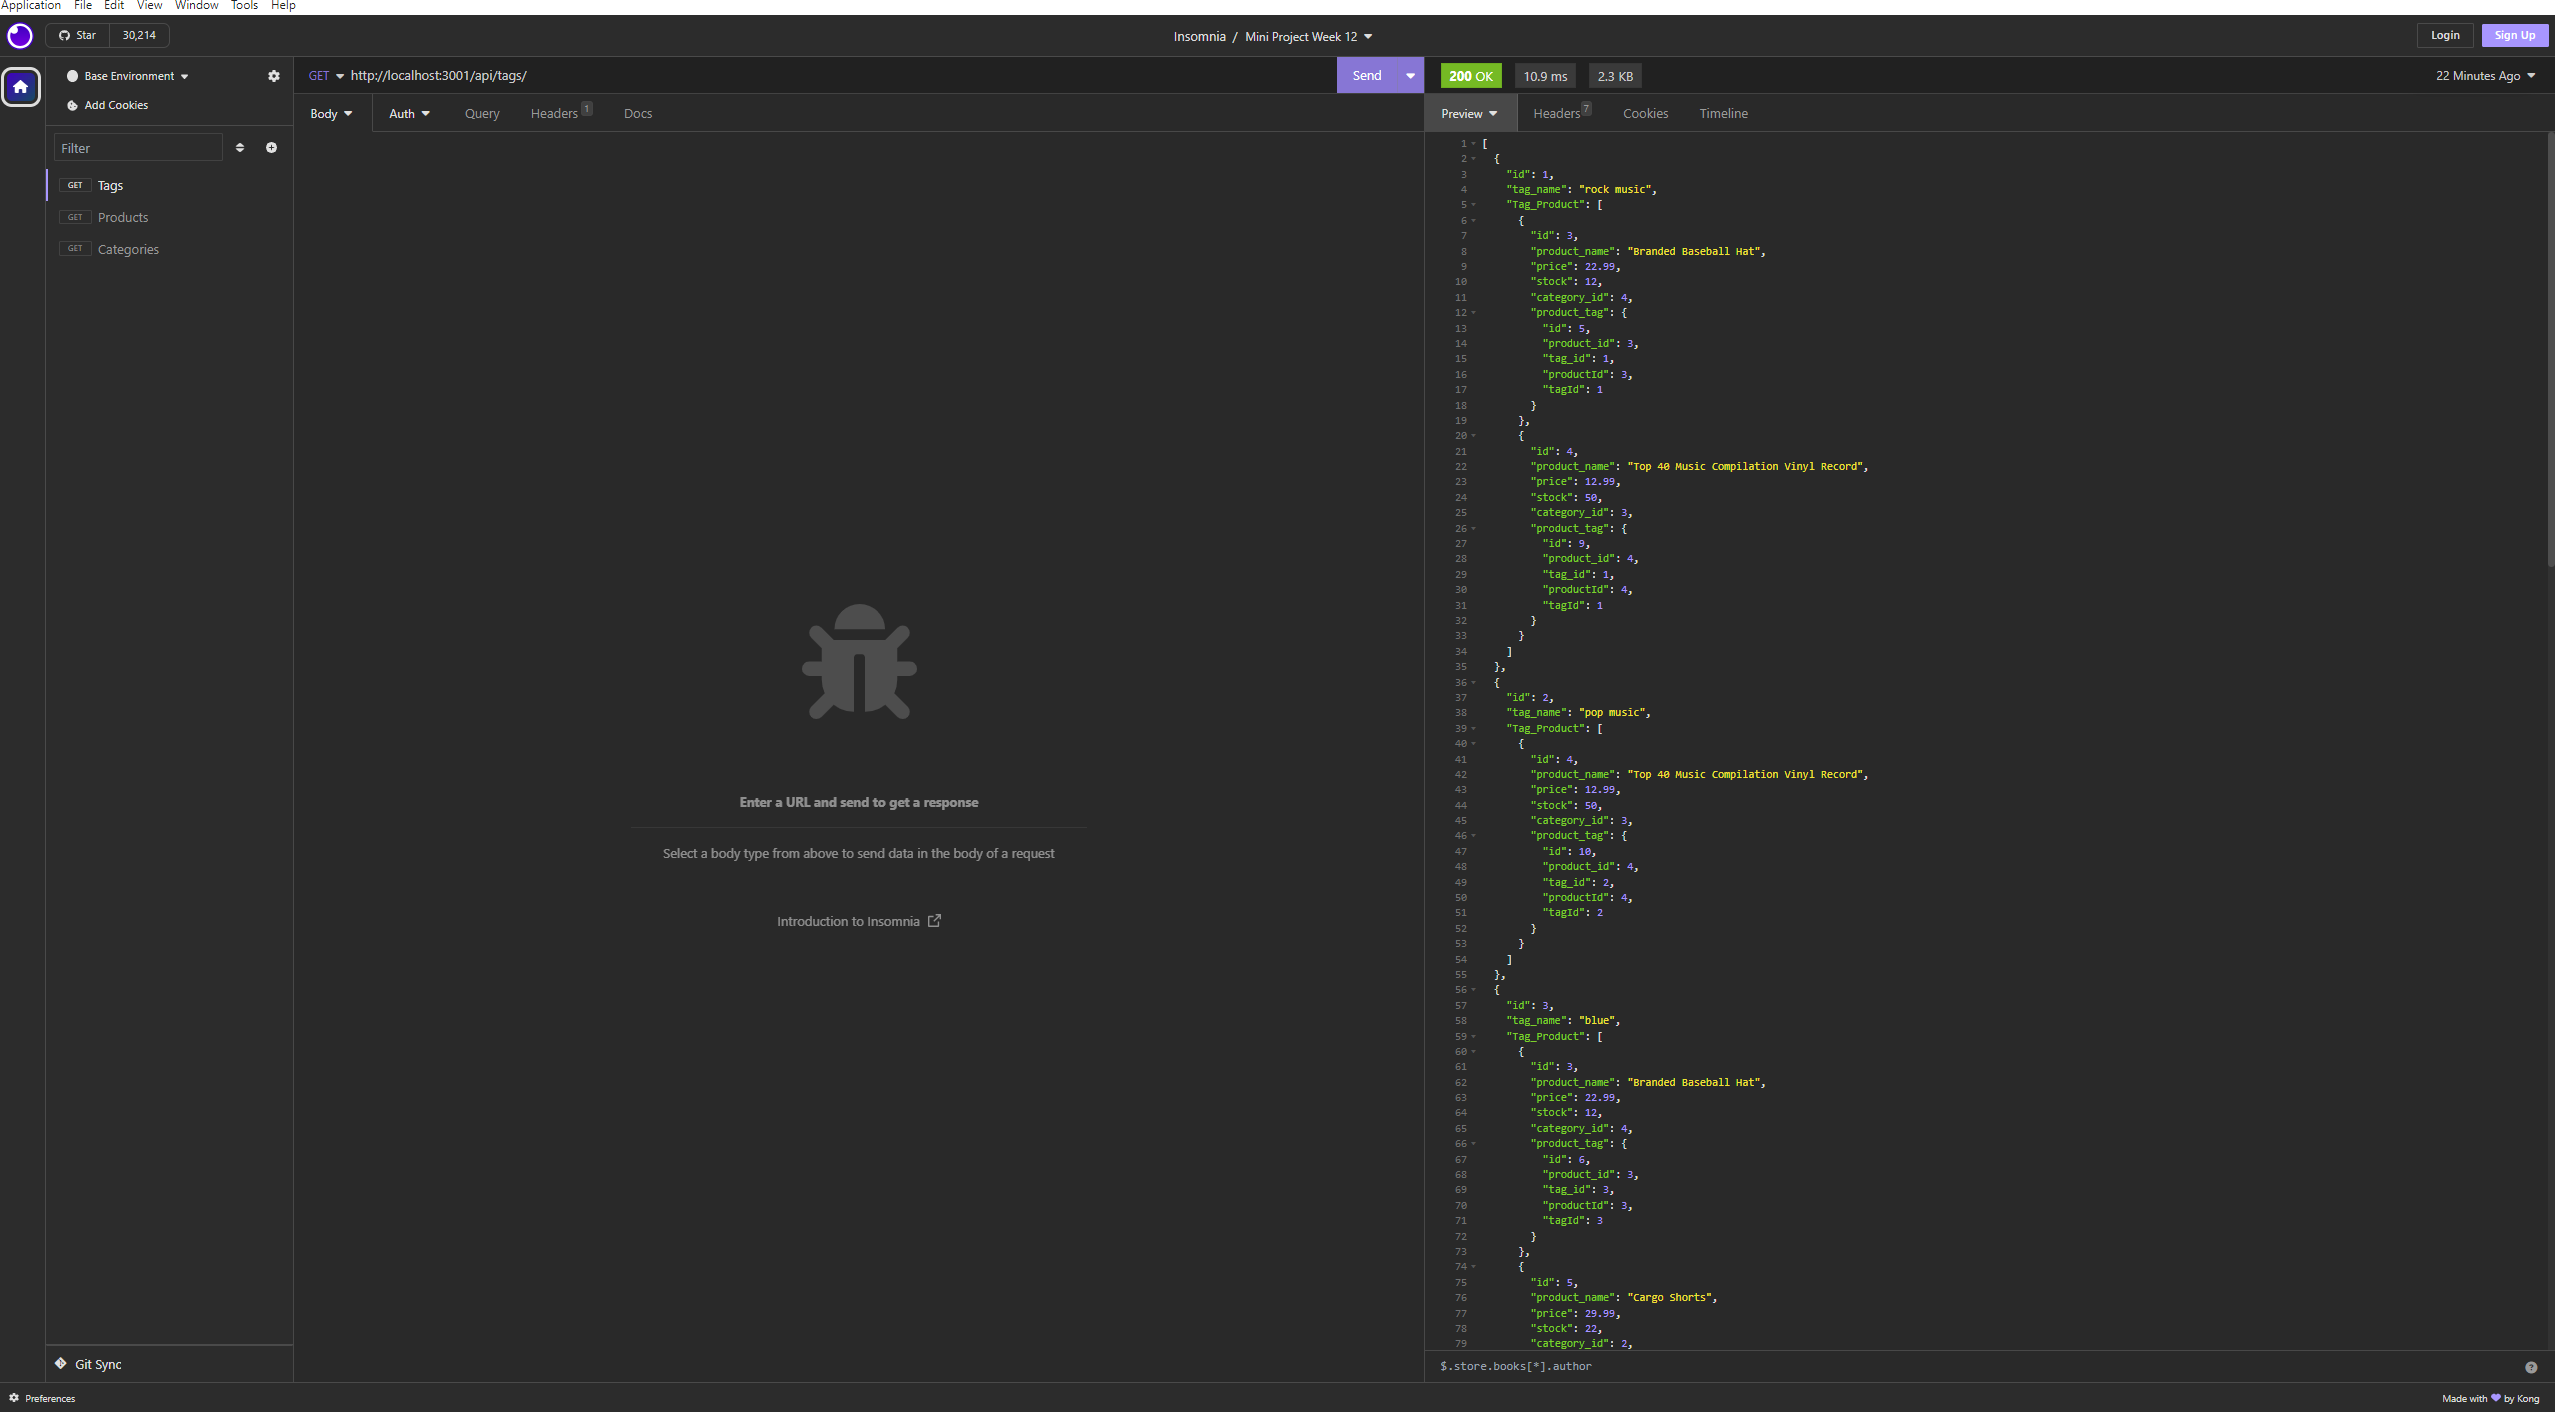 Application File Edit View Window Tools Help
Star 30,214
Insomnia / Mini Project Week 12
Login Sign Up
Base Environment
Add Cookies
Filter
GET Tags
GET Products
GET Categories
Git Sync
GET http://localhost:3001/api/tags/
Send
Body Auth Query Headers 1 Docs
Enter a URL and send to get a response
Select a body type from above to send data in the body of a request
Introduction to Insomnia
200 OK 10.9 ms 2.3 KB
22 Minutes Ago
Preview Headers 7 Cookies Timeline
1 [
2 {
3 "id": 1,
4 "tag_name": "rock music",
5 "Tag_Product": [
6 {
7 "id": 3,
8 "product_name": "Branded Baseball Hat",
9 "price": 22.99,
10 "stock": 12,
11 "category_id": 4,
12 "product_tag": {
13 "id": 5,
14 "product_id": 3,
15 "tag_id": 1,
16 "productId": 3,
17 "tagId": 1
18 }
19 },
20 {
21 "id": 4,
22 "product_name": "Top 40 Music Compilation Vinyl Record",
23 "price": 12.99,
24 "stock": 50,
25 "category_id": 3,
26 "product_tag": {
27 "id": 9,
28 "product_id": 4,
29 "tag_id": 1,
30 "productId": 4,
31 "tagId": 1
32 }
33 }
34 ]
35 },
36 {
37 "id": 2,
38 "tag_name": "pop music",
39 "Tag_Product": [
40 {
41 "id": 4,
42 "product_name": "Top 40 Music Compilation Vinyl Record",
43 "price": 12.99,
44 "stock": 50,
45 "category_id": 3,
46 "product_tag": {
47 "id": 10,
48 "product_id": 4,
49 "tag_id": 2,
50 "productId": 4,
51 "tagId": 2
52 }
53 }
54 ]
55 },
56 {
57 "id": 3,
58 "tag_name": "blue",
59 "Tag_Product": [
60 {
61 "id": 3,
62 "product_name": "Branded Baseball Hat",
63 "price": 22.99,
64 "stock": 12,
65 "category_id": 4,
66 "product_tag": {
67 "id": 6,
68 "product_id": 3,
69 "tag_id": 3,
70 "productId": 3,
71 "tagId": 3
72 }
73 },
74 {
75 "id": 5,
76 "product_name": "Cargo Shorts",
77 "price": 29.99,
78 "stock": 22,
79 "category_id": 2,
$.store.books[*].author
Preferences
Made with 💜 by Kong